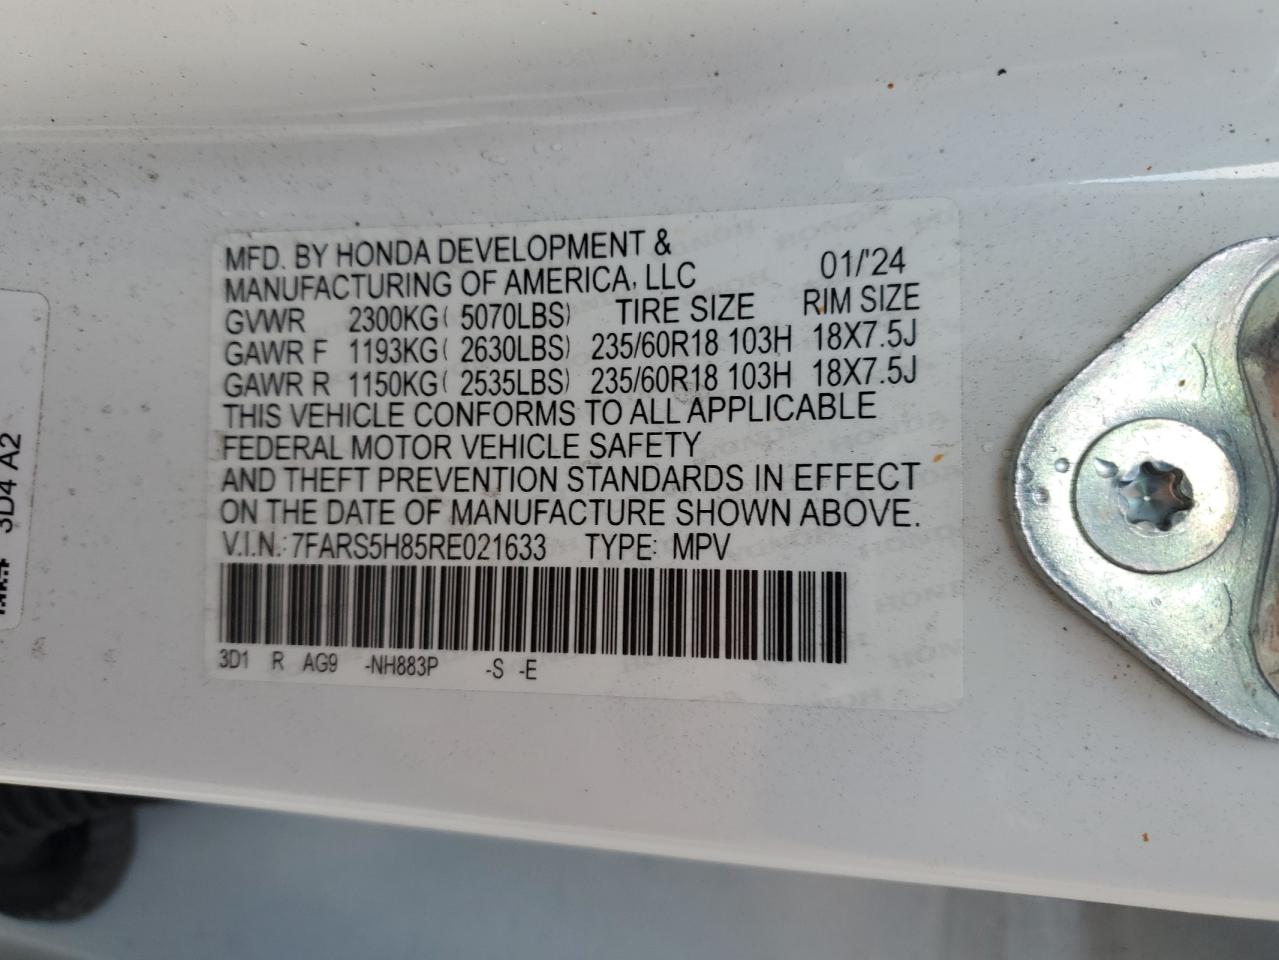 MFD. BY HONDA DEVELOPMENT &
MANUFACTURING OF AMERICA, LLC 01/'24
GVWR 2300KG( 5070LBS) TIRE SIZE RIM SIZE
GAWR F 1193KG( 2630LBS) 235/60R18 103H 18X7.5J
GAWR R 1150KG( 2535LBS) 235/60R18 103H 18X7.5J
THIS VEHICLE CONFORMS TO ALL APPLICABLE
FEDERAL MOTOR VEHICLE SAFETY
AND THEFT PREVENTION STANDARDS IN EFFECT
ON THE DATE OF MANUFACTURE SHOWN ABOVE.
V.I.N.: 7FARS5H85RE021633 TYPE: MPV
3D1 R AG9 -NH883P -S -E
3D4 A2